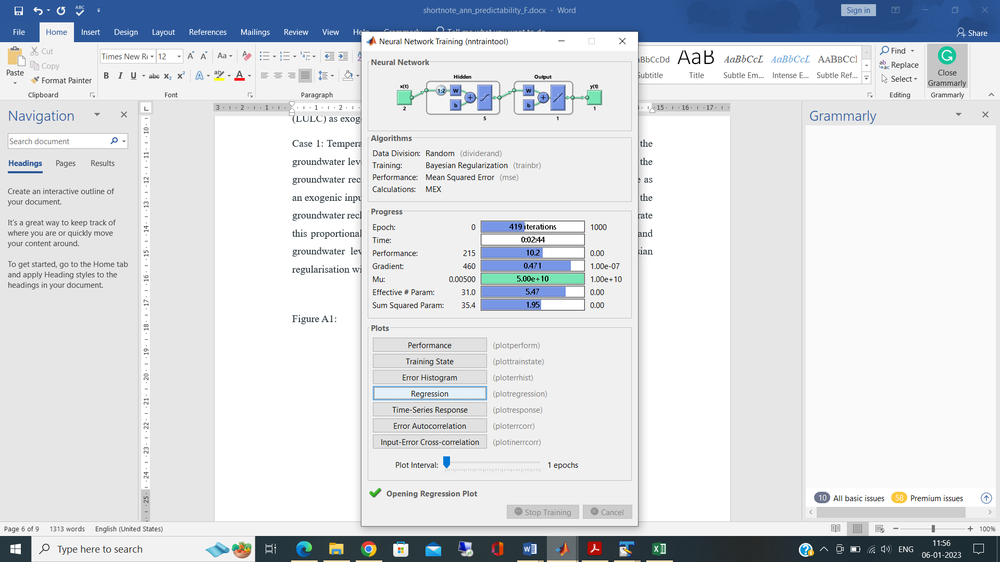 shortnote_ann_predictability_F.docx - Word
Sign in
File
Home
Insert
Design
Layout
References
Mailings
Review
View
Share
Paste
Cut
Copy
Format Painter
Clipboard
Times New R
12
Font
Paragraph
Subtitle
AaB
Title
AaBbCcL
Subtle Em...
AaBbCcL
Intense E...
AABBCCI
Subtle Ref...
Find
Replace
Select
Editing
Close
Grammarly
Grammarly
Navigation
Search document
Headings
Pages
Results
Create an interactive outline of
your document.
It's a great way to keep track of
where you are or quickly move
your content around.
To get started, go to the Home tab
and apply Heading styles to the
headings in your document.
(LULC) as exoge
Case 1: Tempera
the
groundwater leve
the
groundwater rec
as
an exogenic inpu
the
groundwater recl
rate
this proportional
and
groundwater lev
sian
regularisation wi
Figure A1:
Neural Network Training (nntraintool)
Neural Network
Hidden
Output
x(t)
1:2
W
b
W
b
y(t)
2
5
1
1
Algorithms
Data Division: Random (dividerand)
Training: Bayesian Regularization (trainbr)
Performance: Mean Squared Error (mse)
Calculations: MEX
Progress
Epoch: 0 419 iterations 1000
Time: 0:02:44
Performance: 215 10.2 0.00
Gradient: 460 0.471 1.00e-07
Mu: 0.00500 5.00e+10 1.00e+10
Effective # Param: 31.0 5.47 0.00
Sum Squared Param: 35.4 1.95 0.00
Plots
Performance (plotperform)
Training State (plottrainstate)
Error Histogram (ploterrhist)
Regression (plotregression)
Time-Series Response (plotresponse)
Error Autocorrelation (ploterrcorr)
Input-Error Cross-correlation (plotinerrcorr)
Plot Interval: 1 epochs
Opening Regression Plot
Stop Training
Cancel
Grammarly
10 All basic issues 58 Premium issues
Page 6 of 9 1313 words English (United States)
100%
Type here to search
ENG
11:56
06-01-2023